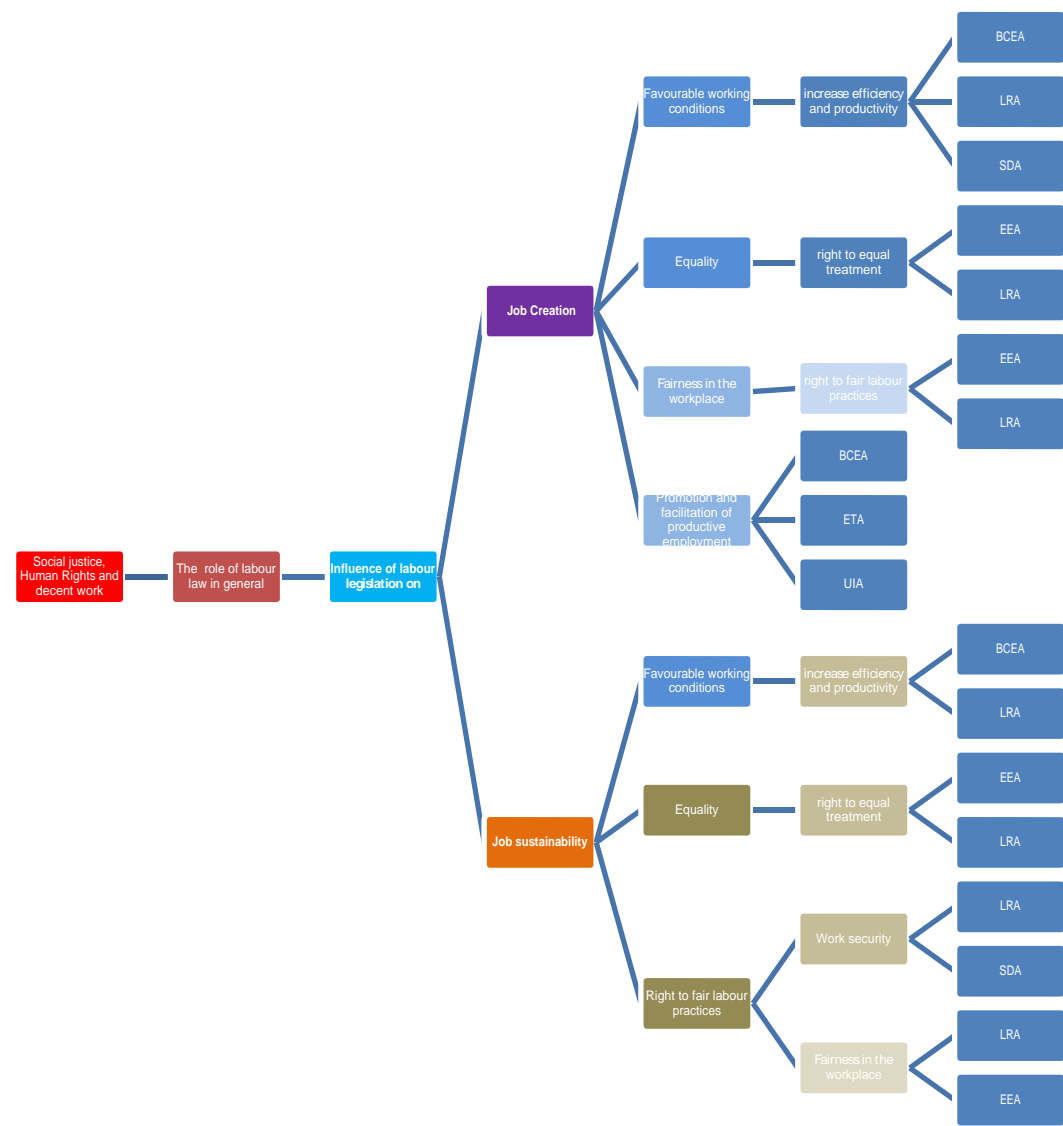 Social justice,
Human Rights and
decent work
The role of labour
law in general
Influence of labour
legislation on
Job Creation
Favourable working
conditions
increase efficiency
and productivity
BCEA
LRA
SDA
Equality
right to equal
treatment
EEA
LRA
Fairness in the
workplace
right to fair labour
practices
EEA
LRA
Promotion and
facilitation of
productive
employment
BCEA
ETA
UIA
Job sustainability
Favourable working
conditions
increase efficiency
and productivity
BCEA
LRA
Equality
right to equal
treatment
EEA
LRA
Right to fair labour
practices
Work security
LRA
SDA
Fairness in the
workplace
LRA
EEA